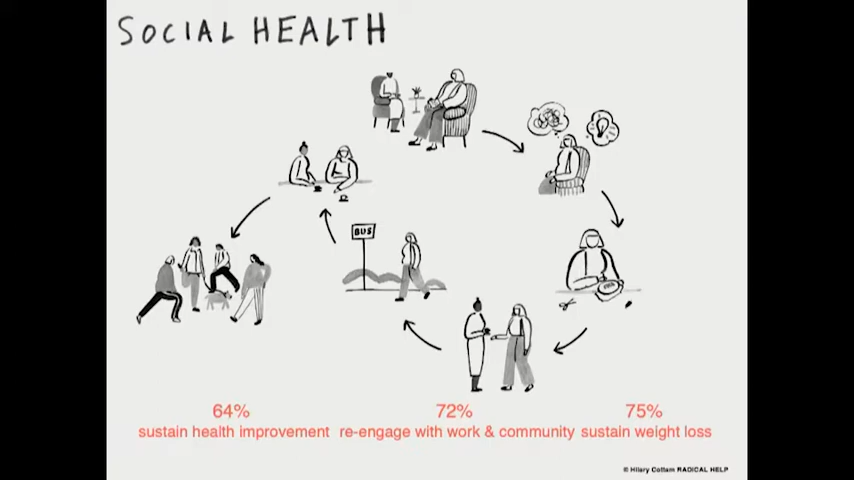 SOCIAL HEALTH
BUS
64%
sustain health improvement
72%
re-engage with work & community
75%
sustain weight loss
© Hilary Cottam RADICAL HELP